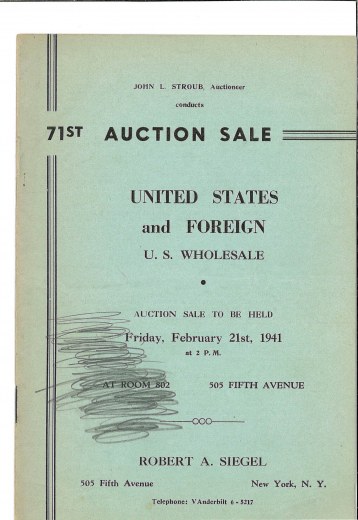 JOHN L. STROUB, Auctioneer
conducts
71ST AUCTION SALE
UNITED STATES
and FOREIGN
U. S. WHOLESALE
AUCTION SALE TO BE HELD
Friday, February 21st, 1941
at 2 P. M.
AT ROOM 802 505 FIFTH AVENUE
ROBERT A. SIEGEL
505 Fifth Avenue New York, N. Y.
Telephone: VAnderbilt 6 - 5217